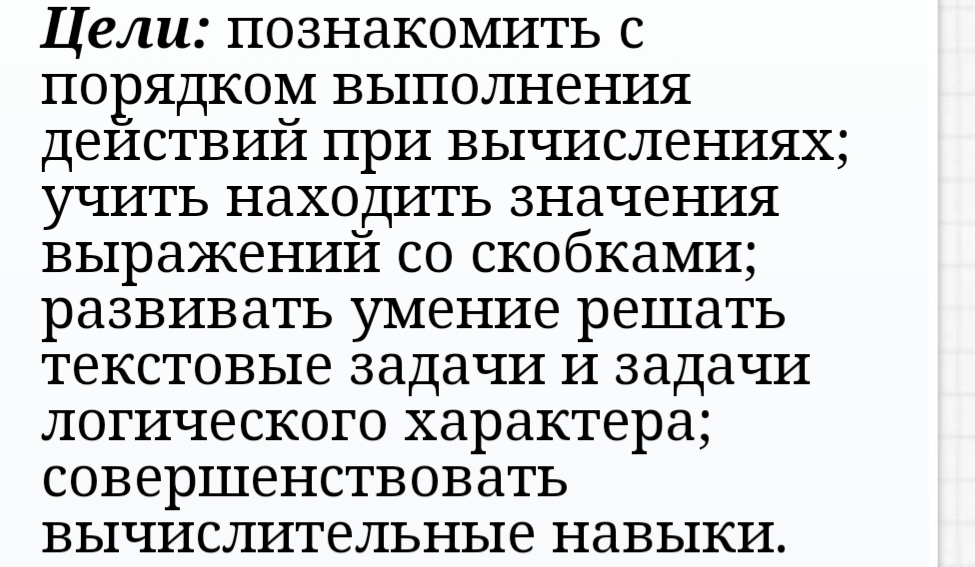 Цели: познакомить с
порядком выполнения
действий при вычислениях;
учить находить значения
выражений со скобками;
развивать умение решать
текстовые задачи и задачи
логического характера;
совершенствовать
вычислительные навыки.